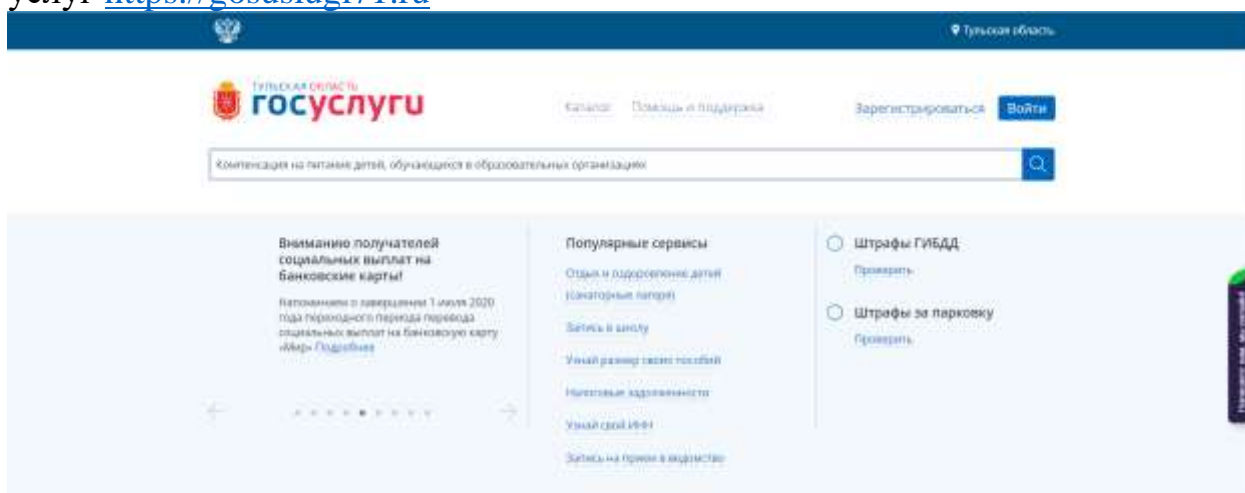 услуг https://gosuslugi71.ru
Тульская область
ТУЛЬСКАЯ ОБЛАСТЬ
госуслуги
Каталог Помощь и поддержка
Зарегистрироваться Войти
Компенсация на питание детей, обучающихся в образовательных организациях
Вниманию получателей
социальных выплат на
банковские карты!
Напоминаем о завершении 1 июля 2020
года переходного периода перевода
социальных выплат на банковскую карту
«Мир» Подробнее
Популярные сервисы
Отдых и оздоровление детей
(санаторные лагеря)
Запись в школу
Узнай размер своих пособий
Налоговые задолженности
Узнай свой ИНН
Запись на прием в ведомство
Штрафы ГИБДД
Проверить
Штрафы за парковку
Проверить